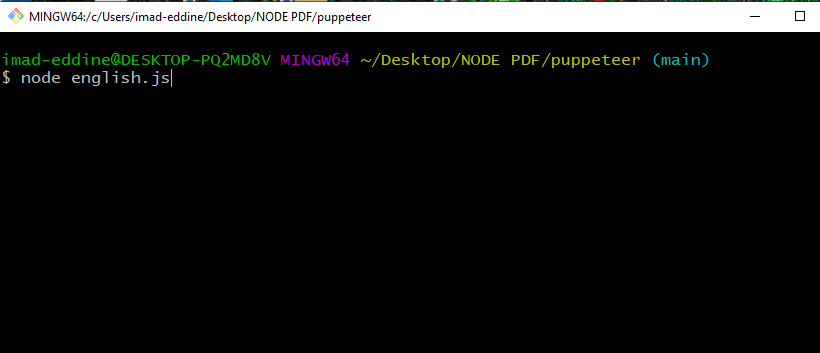 MINGW64:/c/Users/imad-eddine/Desktop/NODE PDF/puppeteer
imad-eddine@DESKTOP-PQ2MD8V MINGW64 ~/Desktop/NODE PDF/puppeteer (main)
$ node english.js